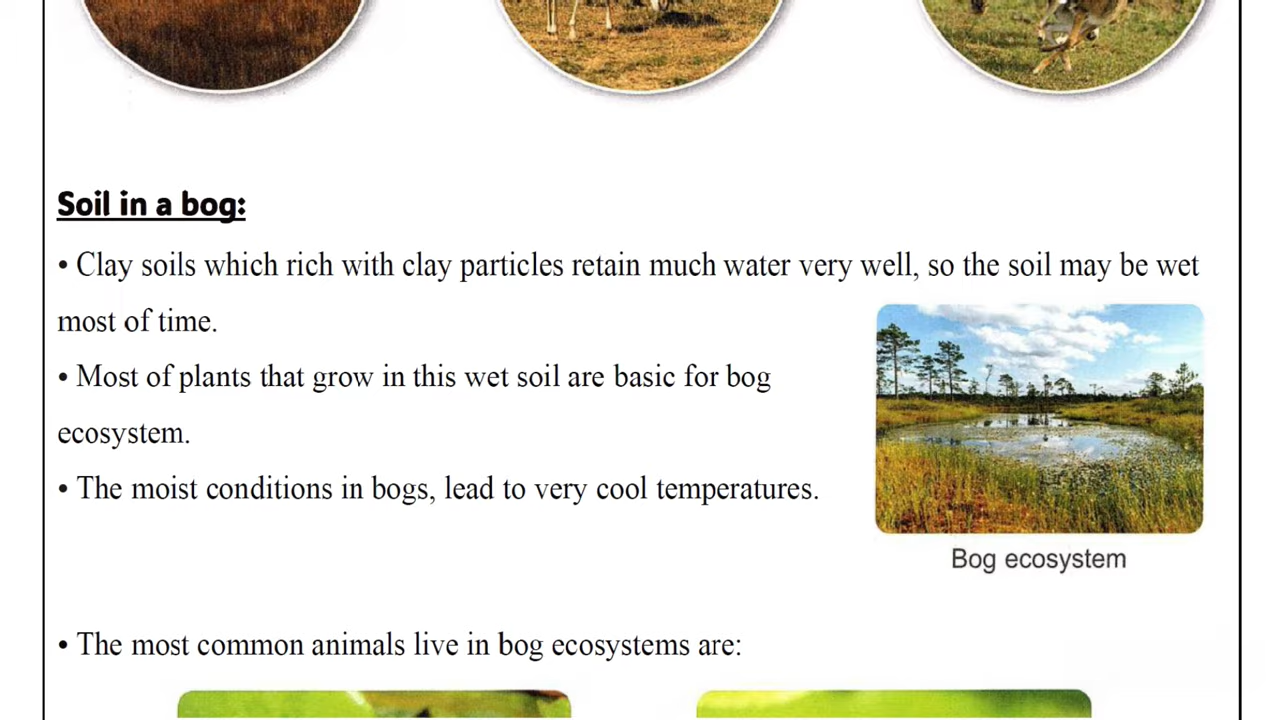 Soil in a bog:
• Clay soils which rich with clay particles retain much water very well, so the soil may be wet
most of time.
• Most of plants that grow in this wet soil are basic for bog
ecosystem.
• The moist conditions in bogs, lead to very cool temperatures.
Bog ecosystem
• The most common animals live in bog ecosystems are: